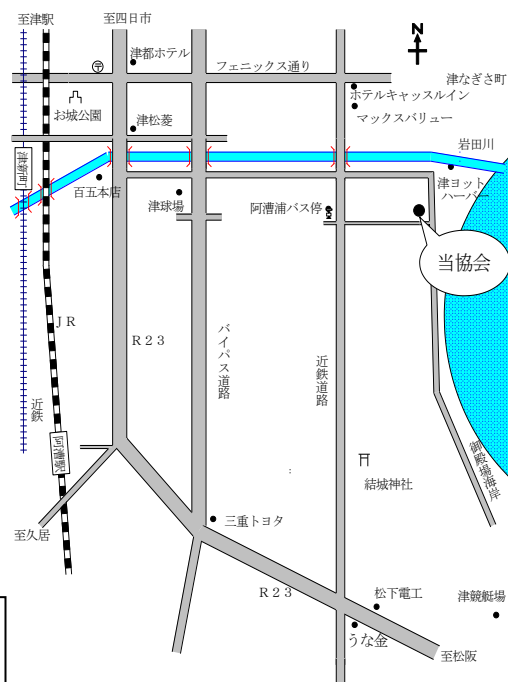 至津駅
至四日市
N
津都ホテル
フェニックス通り
津なぎさ町
ホテルキャッスルイン
お城公園
マックスバリュー
津松菱
岩田川
津新町
百五本店
津球場
阿漕浦バス停
津ヨット
ハーバー
当協会
JR
R23
バイパス道路
近鉄道路
近鉄
阿漕駅
御殿場海岸
結城神社
至久居
三重トヨタ
R23
松下電工
津競艇場
うな金
至松阪